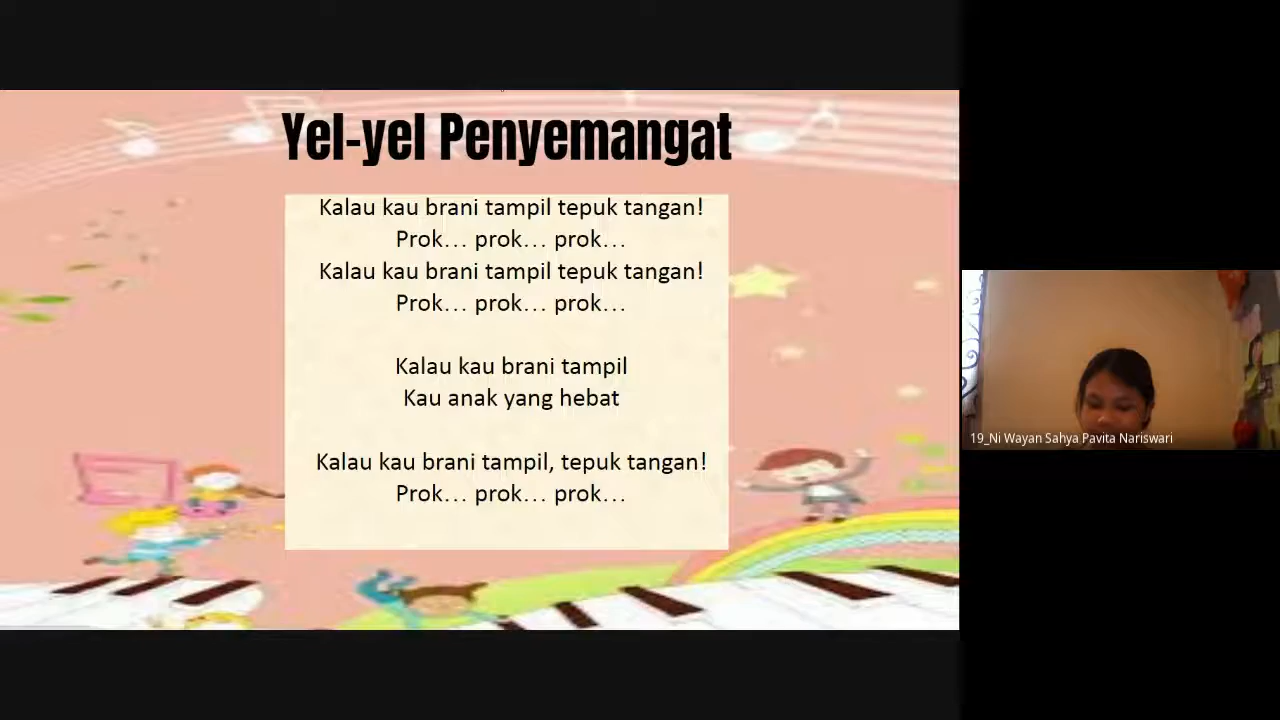 Yel-yel Penyemangat
Kalau kau brani tampil tepuk tangan!
Prok... prok... prok...
Kalau kau brani tampil tepuk tangan!
Prok... prok... prok...
Kalau kau brani tampil
Kau anak yang hebat
Kalau kau brani tampil, tepuk tangan!
Prok... prok... prok...
19_Ni Wayan Sahya Pavita Nariswari